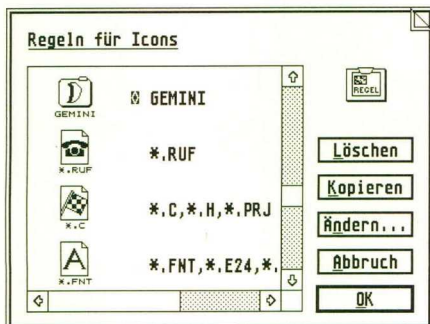 Regeln für Icons
GEMINI
GEMINI
REGEL
*.RUF
*.RUF
Löschen
*.C
*.C,*.H,*.PRJ
Kopieren
Ändern...
*.FNT
*.FNT,*.E24,*.
Abbruch
OK